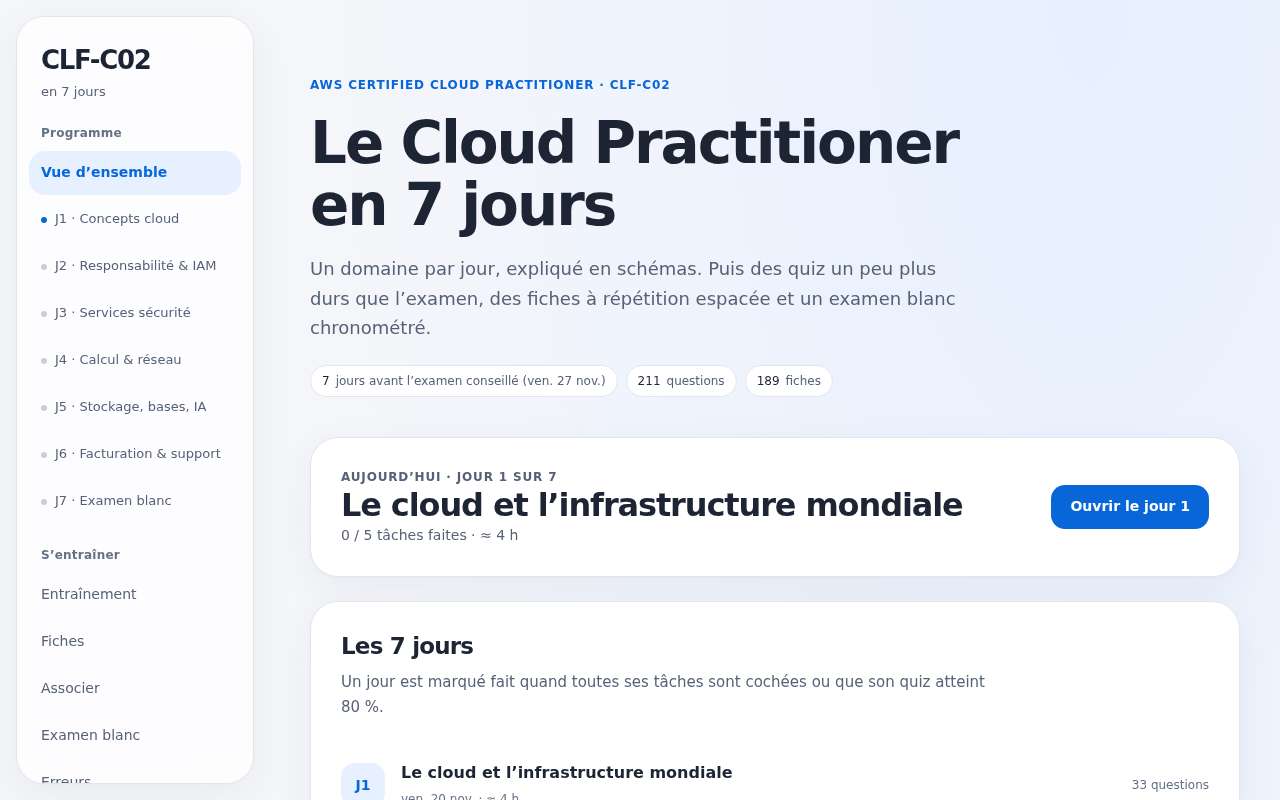 CLF-C02
en 7 jours
Programme
Vue d’ensemble
J1 · Concepts cloud
J2 · Responsabilité & IAM
J3 · Services sécurité
J4 · Calcul & réseau
J5 · Stockage, bases, IA
J6 · Facturation & support
J7 · Examen blanc
S’entraîner
Entraînement
Fiches
Associer
Examen blanc
Erreurs
AWS CERTIFIED CLOUD PRACTITIONER · CLF-C02
Le Cloud Practitioner
en 7 jours
Un domaine par jour, expliqué en schémas. Puis des quiz un peu plus
durs que l’examen, des fiches à répétition espacée et un examen blanc
chronométré.
7 jours avant l’examen conseillé (ven. 27 nov.)
211 questions
189 fiches
AUJOURD’HUI · JOUR 1 SUR 7
Le cloud et l’infrastructure mondiale
0 / 5 tâches faites · ≈ 4 h
Ouvrir le jour 1
Les 7 jours
Un jour est marqué fait quand toutes ses tâches sont cochées ou que son quiz atteint
80 %.
J1
Le cloud et l’infrastructure mondiale
ven. 20 nov. · ≈ 4 h
33 questions